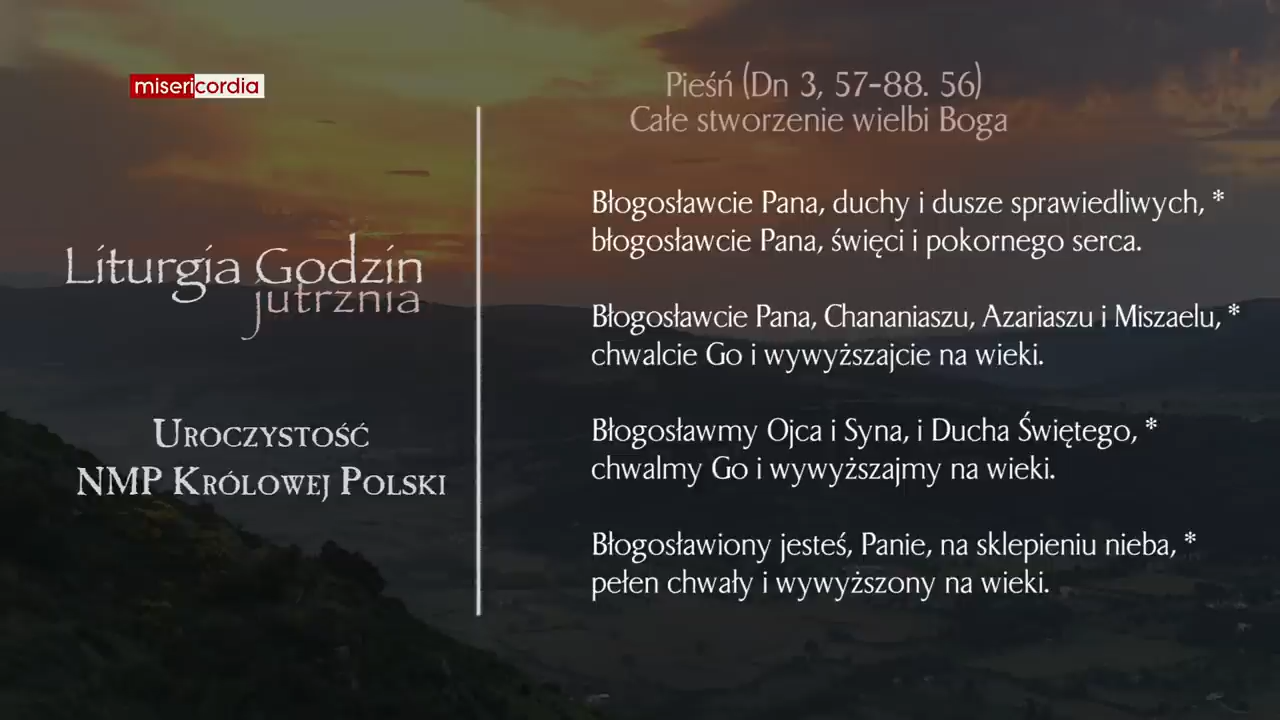 misericordia
Liturgia Godzin
jutrznia
Uroczystość
NMP Królowej Polski
Pieśń (Dn 3, 57-88. 56)
Całe stworzenie wielbi Boga
Błogosławcie Pana, duchy i dusze sprawiedliwych, *
błogosławcie Pana, święci i pokornego serca.
Błogosławcie Pana, Chananiaszu, Azariaszu i Miszaelu, *
chwalcie Go i wywyższajcie na wieki.
Błogosławmy Ojca i Syna, i Ducha Świętego, *
chwalmy Go i wywyższajmy na wieki.
Błogosławiony jesteś, Panie, na sklepieniu nieba, *
pełen chwały i wywyższony na wieki.